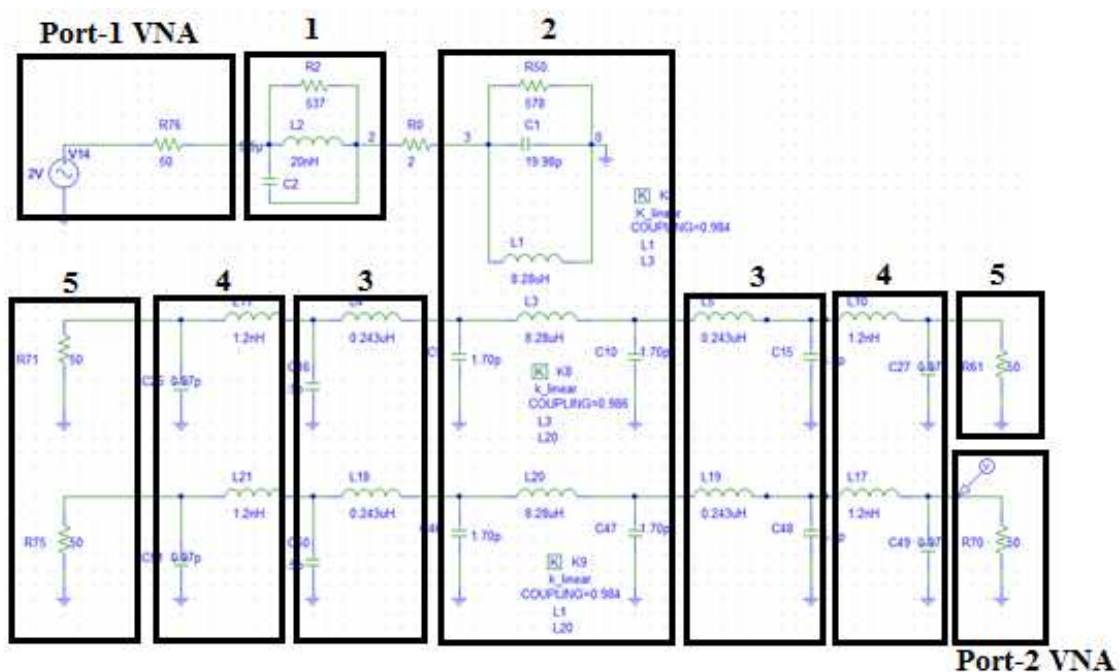 Port-1 VNA
1
2
R2
537
R50
578
R76
50
V14
2V
L2
20nH
2
R0
2
3
C1
19.98p
0
C2
K
K_linear
COUPLING=0.984
L1
L3
L1
8.28uH
5
4
3
3
4
5
R71
50
1.2nH
0.243uH
L3
8.28uH
0.243uH
L10
1.2nH
0.97p
1.70p
C10
1.70p
C15
C27
R61
50
K
K8
k_linear
COUPLING=0.986
L3
L20
L21
1.2nH
L18
0.243uH
L20
8.28uH
L19
0.243uH
L17
1.2nH
V
R75
50
0.97p
1.70p
C47
1.70p
C48
C49
R70
50
K
K9
k_linear
COUPLING=0.984
L1
L20
Port-2 VNA